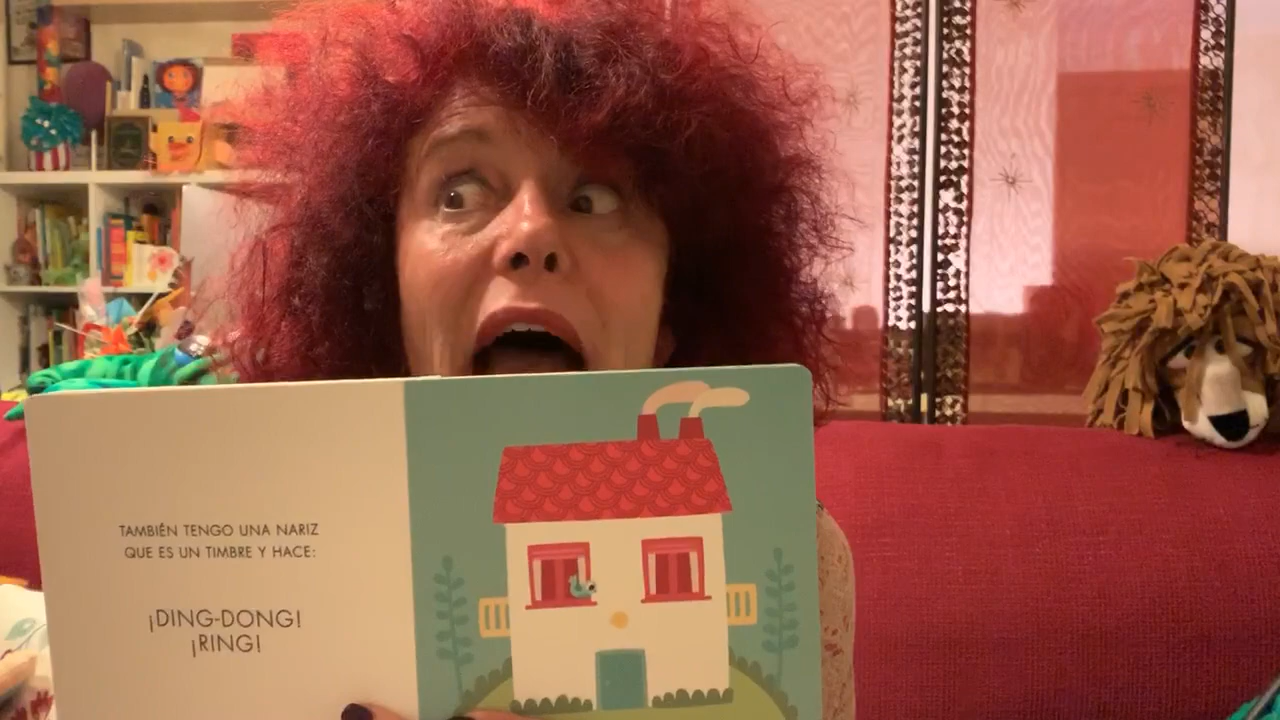 TAMBIÉN TENGO UNA NARIZ
QUE ES UN TIMBRE Y HACE:
¡DING-DONG!
¡RING!